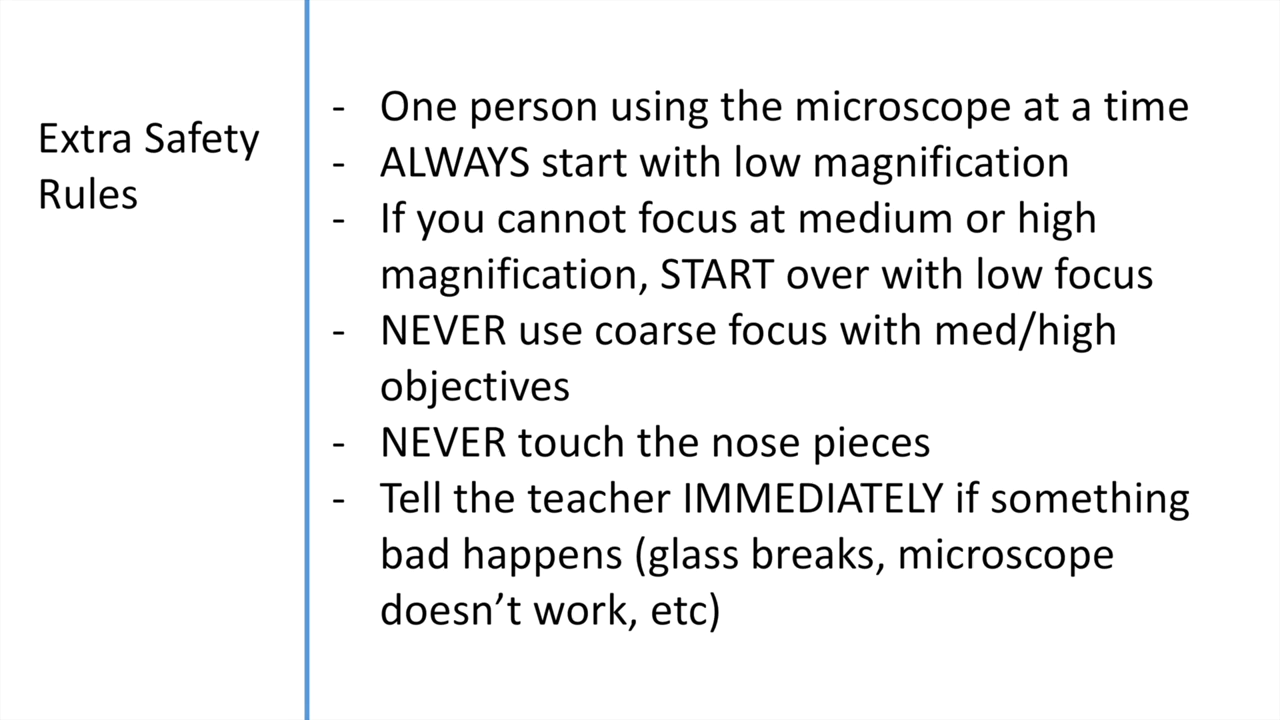 Extra Safety
Rules
- One person using the microscope at a time
- ALWAYS start with low magnification
- If you cannot focus at medium or high
magnification, START over with low focus
- NEVER use coarse focus with med/high
objectives
- NEVER touch the nose pieces
- Tell the teacher IMMEDIATELY if something
bad happens (glass breaks, microscope
doesn’t work, etc)